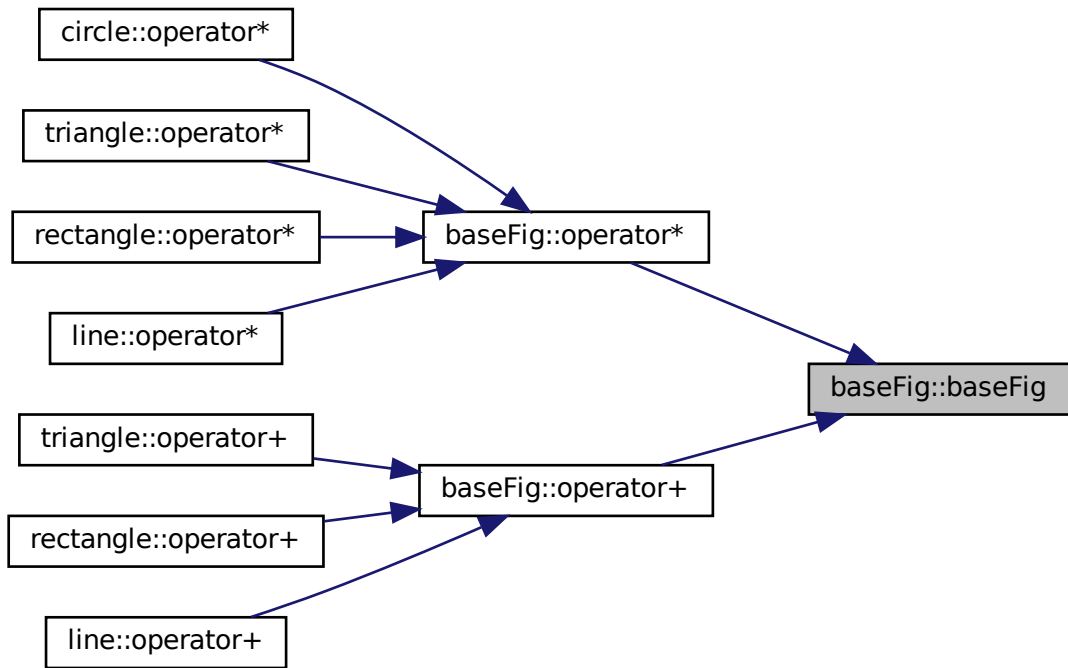 circle::operator*
triangle::operator*
rectangle::operator*
line::operator*
baseFig::operator*
baseFig::baseFig
triangle::operator+
rectangle::operator+
line::operator+
baseFig::operator+